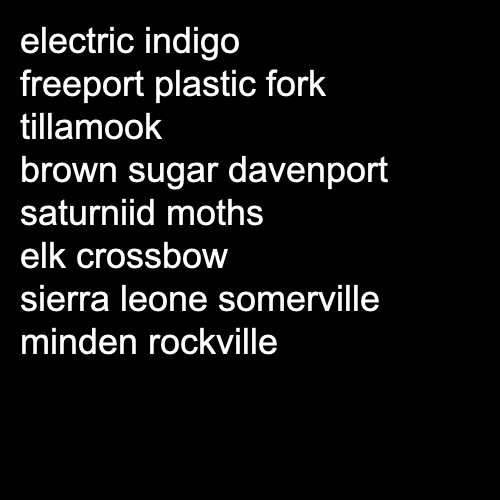 electric indigo
freeport plastic fork
tillamook
brown sugar davenport
saturniid moths
elk crossbow
sierra leone somerville
minden rockville